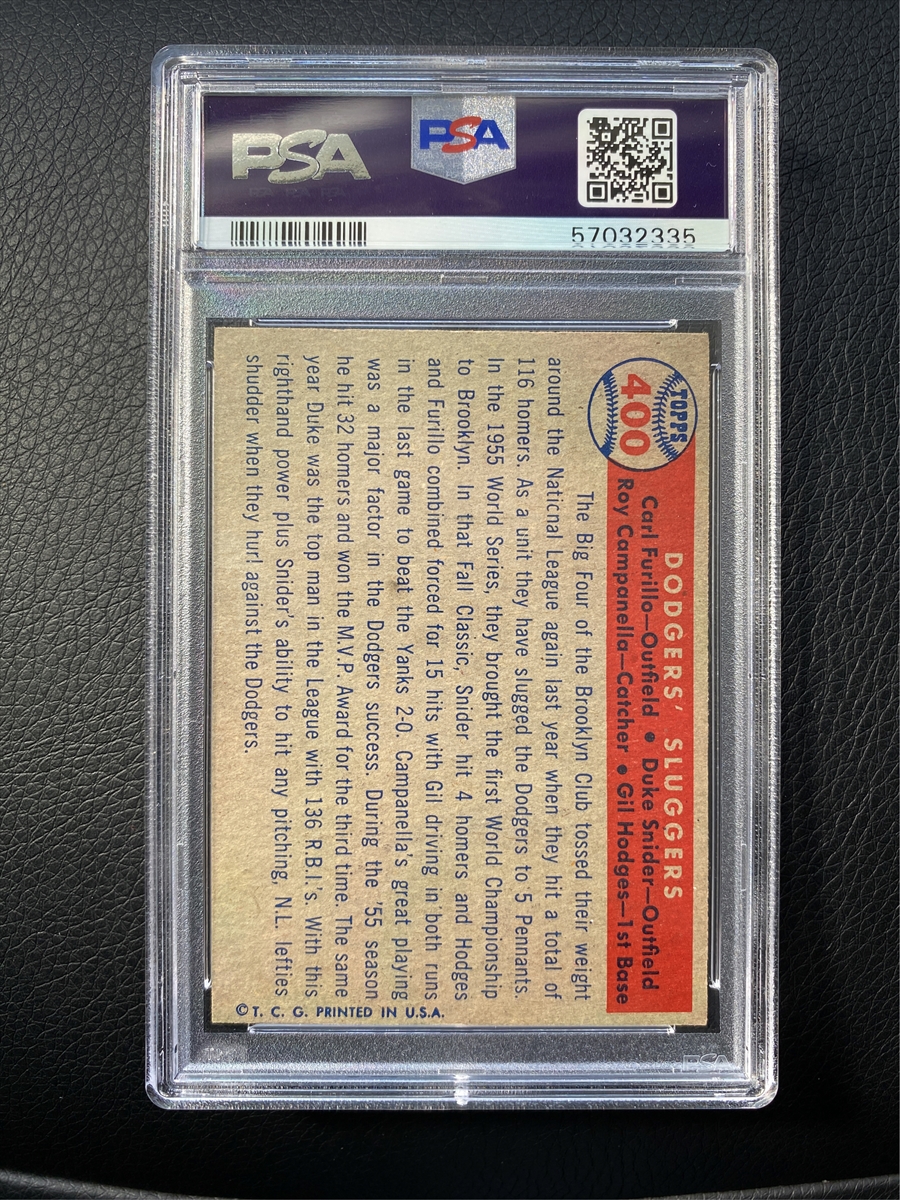 PSA
PSA
57032335
TOPPS
400
DODGERS' SLUGGERS
Carl Furillo—Outfield • Duke Snider—Outfield
Roy Campanella—Catcher • Gil Hodges—1st Base
The Big Four of the Brooklyn Club tossed their weight
around the National League again last year when they hit a total of
116 homers. As a unit they have slugged the Dodgers to 5 Pennants.
In the 1955 World Series, they brought the first World Championship
to Brooklyn. In that Fall Classic, Snider hit 4 homers and Hodges
and Furillo combined forced for 15 hits with Gil driving in both runs
in the last game to beat the Yanks 2-0. Campanella's great playing
was a major factor in the Dodgers success. During the '55 season
he hit 32 homers and won the M.V.P. Award for the third time. The same
year Duke was the top man in the League with 136 R.B.I.'s. With this
righthand power plus Snider's ability to hit any pitching, N.L. lefties
shudder when they hurl against the Dodgers.
© T. C. G. PRINTED IN U.S.A.
PSA